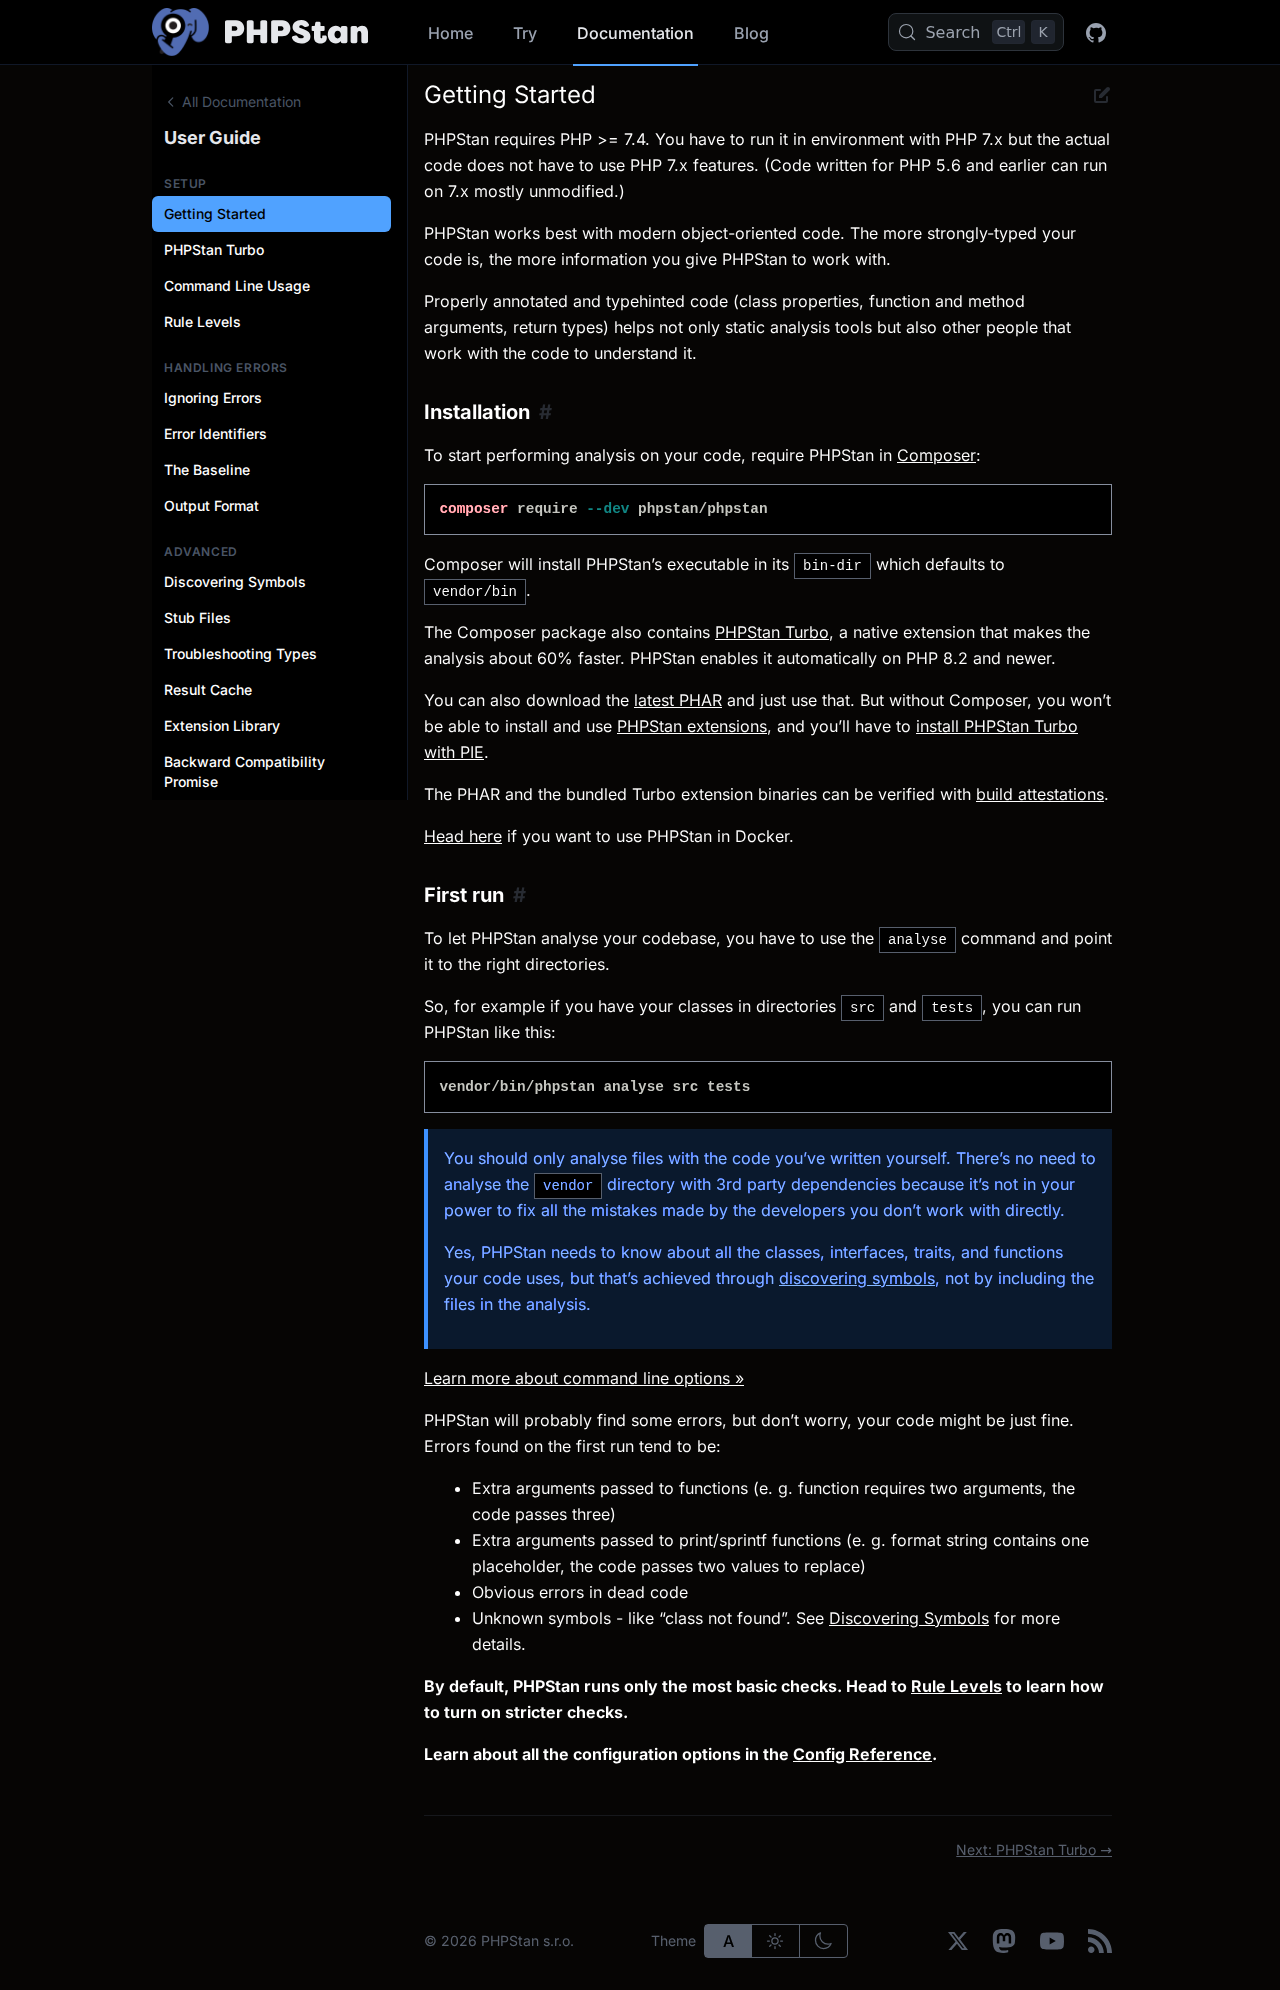 PHPStan
Home
Try
Documentation
Blog
Search Ctrl K
All Documentation
User Guide
SETUP
Getting Started
PHPStan Turbo
Command Line Usage
Rule Levels
HANDLING ERRORS
Ignoring Errors
Error Identifiers
The Baseline
Output Format
ADVANCED
Discovering Symbols
Stub Files
Troubleshooting Types
Result Cache
Extension Library
Backward Compatibility
Promise
Getting Started
PHPStan requires PHP >= 7.4. You have to run it in environment with PHP 7.x but the actual
code does not have to use PHP 7.x features. (Code written for PHP 5.6 and earlier can run
on 7.x mostly unmodified.)
PHPStan works best with modern object-oriented code. The more strongly-typed your
code is, the more information you give PHPStan to work with.
Properly annotated and typehinted code (class properties, function and method
arguments, return types) helps not only static analysis tools but also other people that
work with the code to understand it.
Installation #
To start performing analysis on your code, require PHPStan in Composer:
composer require --dev phpstan/phpstan
Composer will install PHPStan’s executable in its bin-dir which defaults to
vendor/bin.
The Composer package also contains PHPStan Turbo, a native extension that makes the
analysis about 60% faster. PHPStan enables it automatically on PHP 8.2 and newer.
You can also download the latest PHAR and just use that. But without Composer, you won’t
be able to install and use PHPStan extensions, and you’ll have to install PHPStan Turbo
with PIE.
The PHAR and the bundled Turbo extension binaries can be verified with build attestations.
Head here if you want to use PHPStan in Docker.
First run #
To let PHPStan analyse your codebase, you have to use the analyse command and point
it to the right directories.
So, for example if you have your classes in directories src and tests, you can run
PHPStan like this:
vendor/bin/phpstan analyse src tests
You should only analyse files with the code you’ve written yourself. There’s no need to
analyse the vendor directory with 3rd party dependencies because it’s not in your
power to fix all the mistakes made by the developers you don’t work with directly.
Yes, PHPStan needs to know about all the classes, interfaces, traits, and functions
your code uses, but that’s achieved through discovering symbols, not by including the
files in the analysis.
Learn more about command line options »
PHPStan will probably find some errors, but don’t worry, your code might be just fine.
Errors found on the first run tend to be:
• Extra arguments passed to functions (e. g. function requires two arguments, the
code passes three)
• Extra arguments passed to print/sprintf functions (e. g. format string contains one
placeholder, the code passes two values to replace)
• Obvious errors in dead code
• Unknown symbols - like “class not found”. See Discovering Symbols for more
details.
By default, PHPStan runs only the most basic checks. Head to Rule Levels to learn how
to turn on stricter checks.
Learn about all the configuration options in the Config Reference.
Next: PHPStan Turbo →
© 2026 PHPStan s.r.o.
Theme A